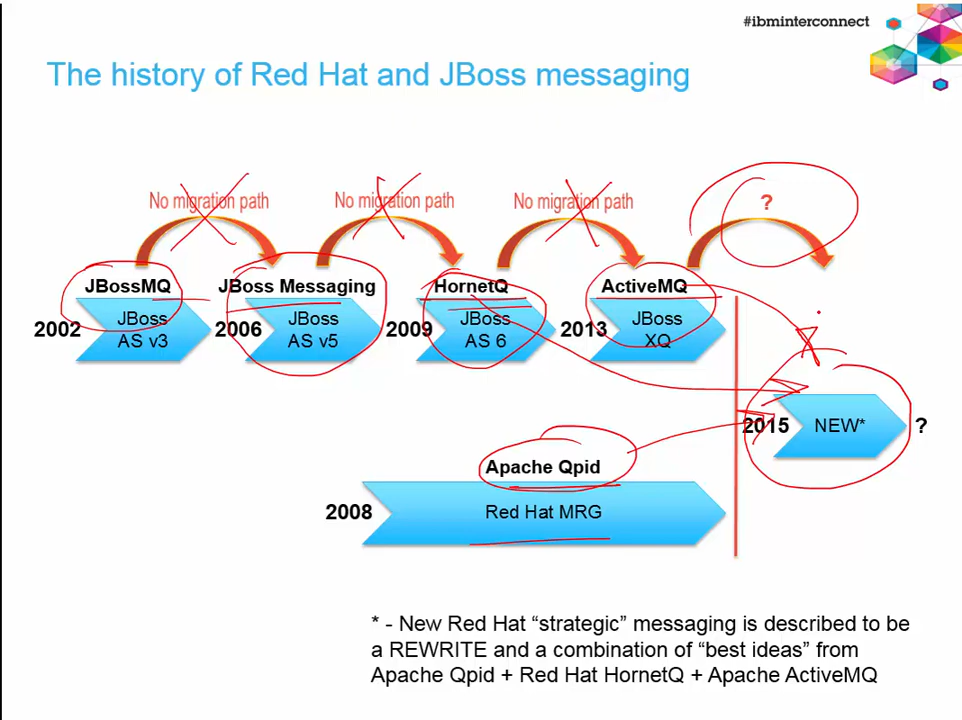 #ibminterconnect
The history of Red Hat and JBoss messaging
No migration path
No migration path
No migration path
?
JBossMQ
JBoss Messaging
HornetQ
ActiveMQ
2002
JBoss
AS v3
2006
JBoss
AS v5
2009
JBoss
AS 6
2013
JBoss
XQ
2015
NEW*
?
Apache Qpid
2008
Red Hat MRG
* - New Red Hat “strategic” messaging is described to be
a REWRITE and a combination of “best ideas” from
Apache Qpid + Red Hat HornetQ + Apache ActiveMQ